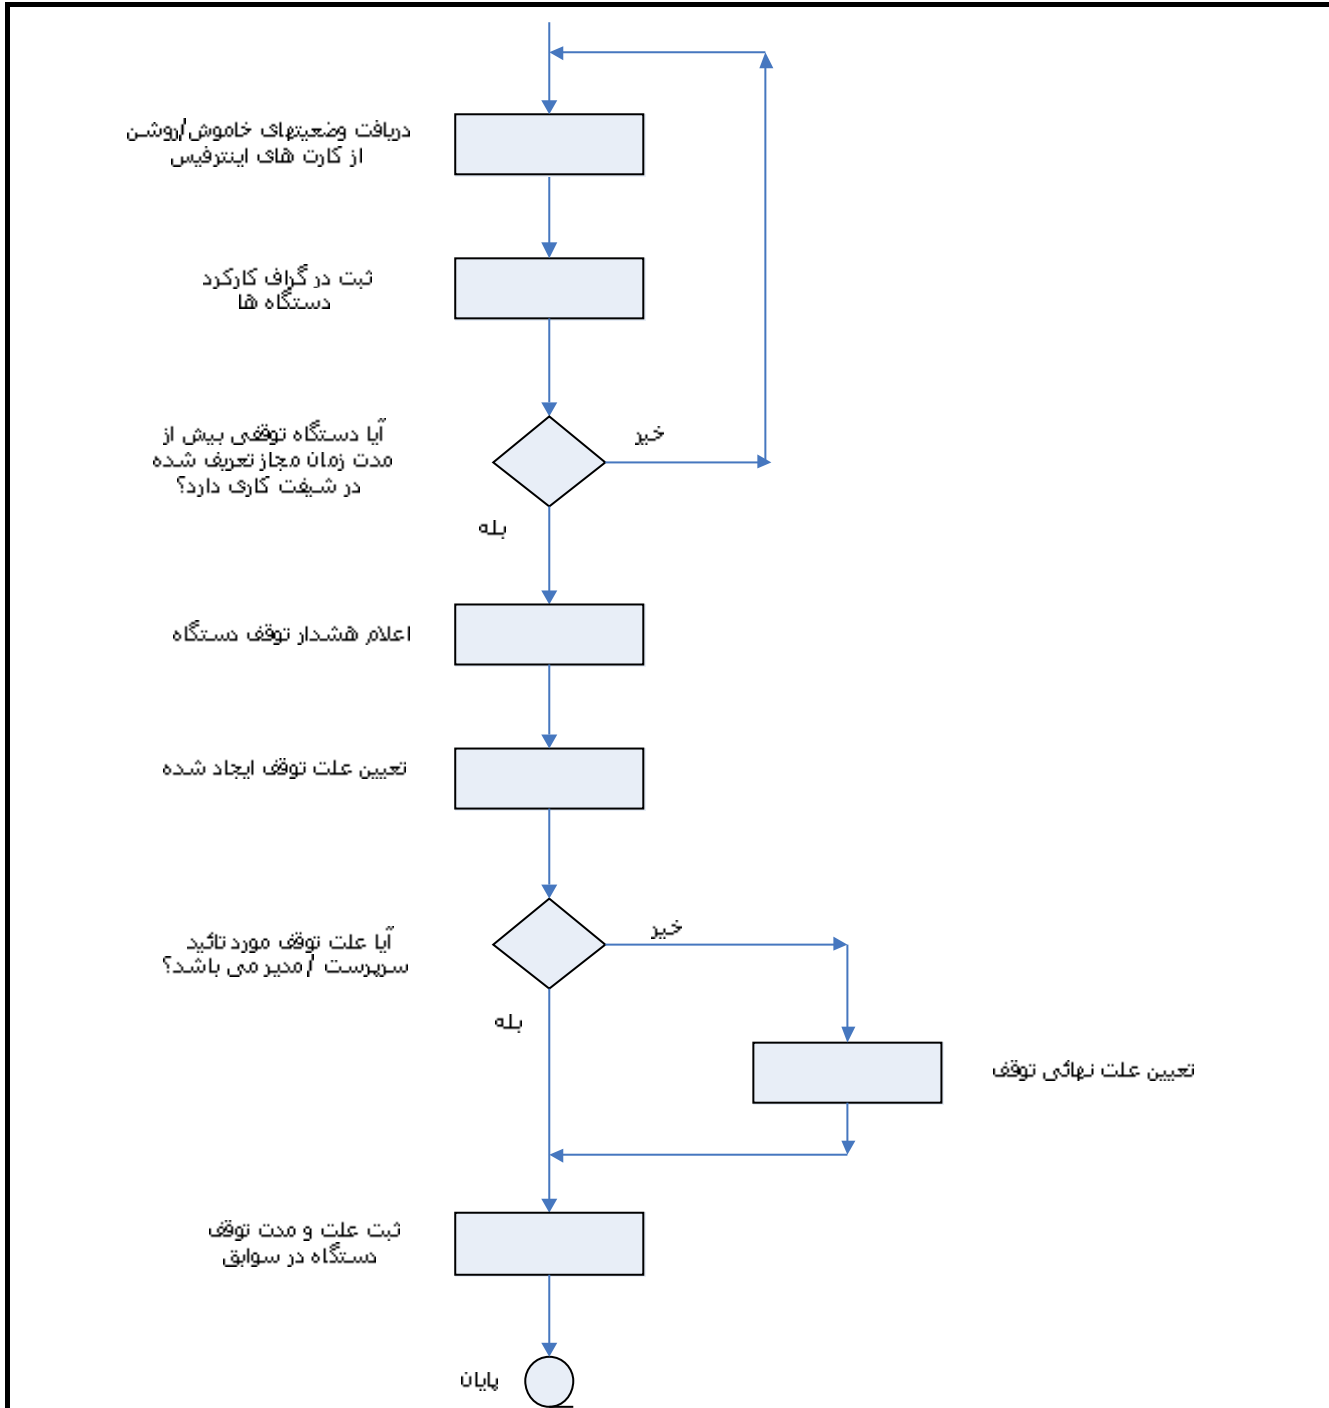 دریافت وضعیتهای خاموش/روشن
از کارت های اینترفیس
ثبت در گراف کارکرد
دستگاه ها
آیا دستگاه توقفی بیش از
مدت زمان مجاز تعریف شده
در شیفت کاری دارد؟
خیر
بله
اعلام هشدار توقف دستگاه
تعیین علت توقف ایجاد شده
آیا علت توقف مورد تائید
سرپرست / مدیر می باشد؟
خیر
بله
تعیین علت نهائی توقف
ثبت علت و مدت توقف
دستگاه در سوابق
پایان